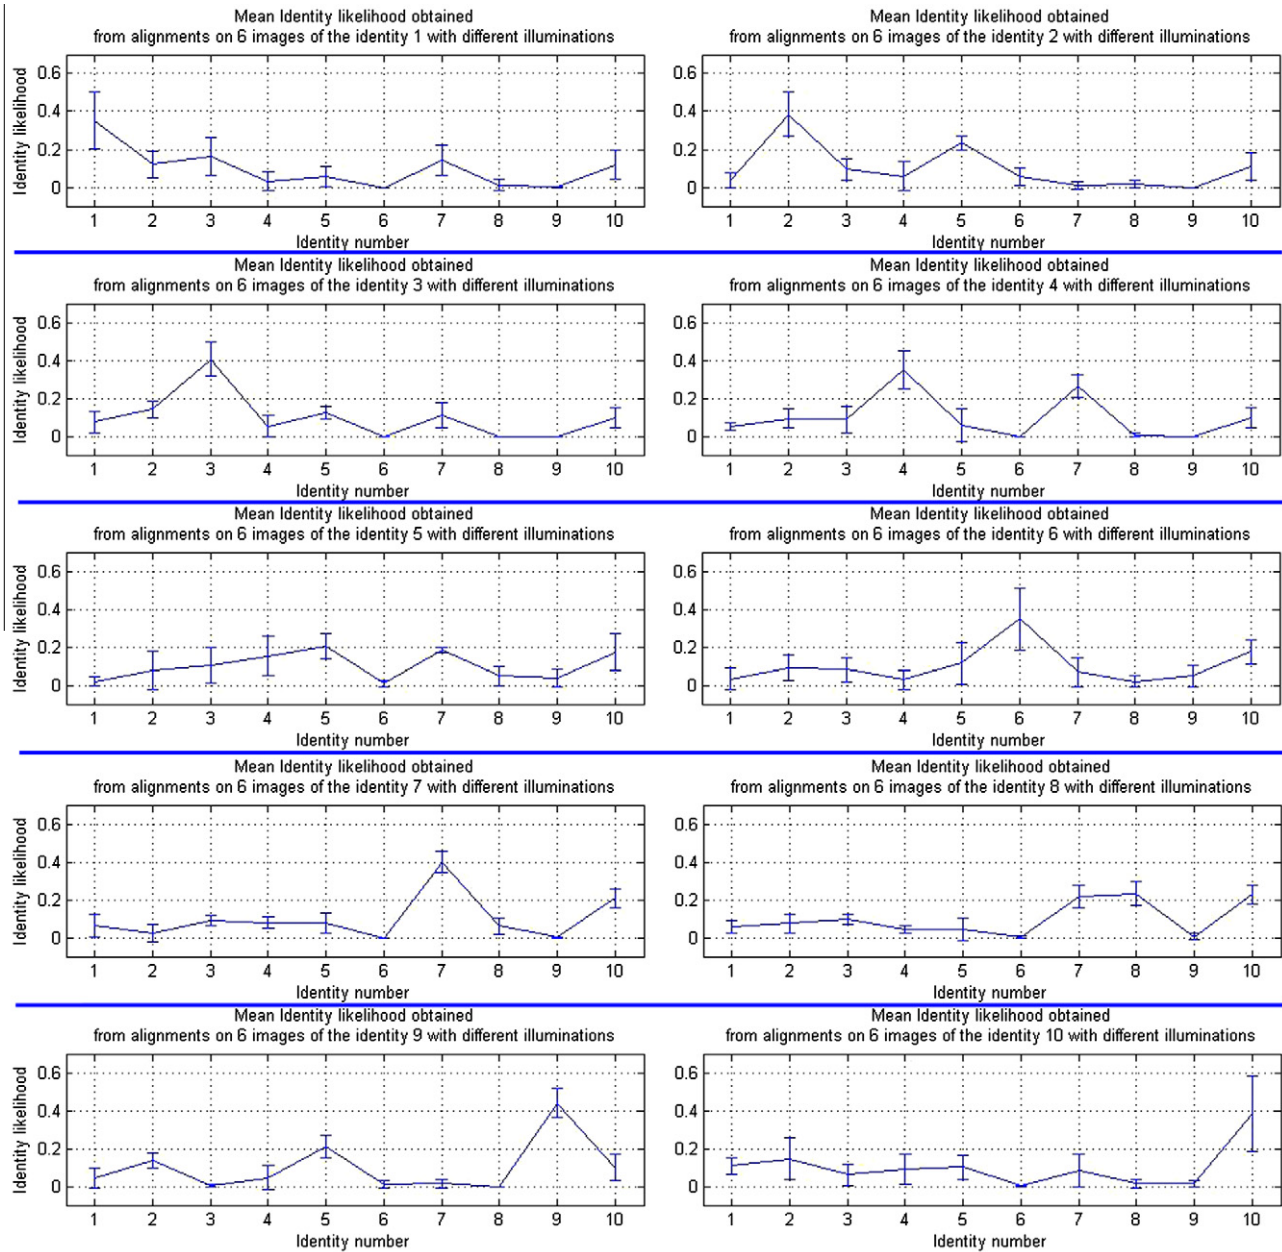 Mean Identity likelihood obtained
from alignments on 6 images of the identity 1 with different illuminations
Identity likelihood
0.6
0.4
0.2
0
1 2 3 4 5 6 7 8 9 10
Identity number
Mean Identity likelihood obtained
from alignments on 6 images of the identity 2 with different illuminations
0.6
0.4
0.2
0
1 2 3 4 5 6 7 8 9 10
Identity number
Mean Identity likelihood obtained
from alignments on 6 images of the identity 3 with different illuminations
Identity likelihood
0.6
0.4
0.2
0
1 2 3 4 5 6 7 8 9 10
Identity number
Mean Identity likelihood obtained
from alignments on 6 images of the identity 4 with different illuminations
0.6
0.4
0.2
0
1 2 3 4 5 6 7 8 9 10
Identity number
Mean Identity likelihood obtained
from alignments on 6 images of the identity 5 with different illuminations
Identity likelihood
0.6
0.4
0.2
0
1 2 3 4 5 6 7 8 9 10
Identity number
Mean Identity likelihood obtained
from alignments on 6 images of the identity 6 with different illuminations
0.6
0.4
0.2
0
1 2 3 4 5 6 7 8 9 10
Identity number
Mean Identity likelihood obtained
from alignments on 6 images of the identity 7 with different illuminations
Identity likelihood
0.6
0.4
0.2
0
1 2 3 4 5 6 7 8 9 10
Identity number
Mean Identity likelihood obtained
from alignments on 6 images of the identity 8 with different illuminations
0.6
0.4
0.2
0
1 2 3 4 5 6 7 8 9 10
Identity number
Mean Identity likelihood obtained
from alignments on 6 images of the identity 9 with different illuminations
Identity likelihood
0.6
0.4
0.2
0
1 2 3 4 5 6 7 8 9 10
Identity number
Mean Identity likelihood obtained
from alignments on 6 images of the identity 10 with different illuminations
0.6
0.4
0.2
0
1 2 3 4 5 6 7 8 9 10
Identity number